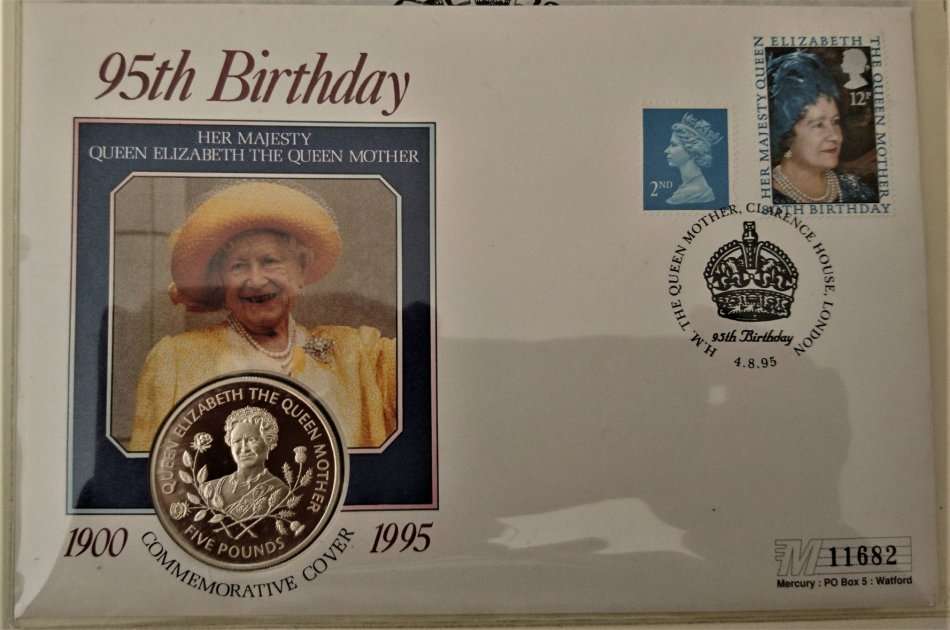 95th Birthday
HER MAJESTY
QUEEN ELIZABETH THE QUEEN MOTHER
QUEEN ELIZABETH THE QUEEN MOTHER
FIVE POUNDS
1900
1995
COMMEMORATIVE COVER
2ND
HER MAJESTY QUEEN ELIZABETH THE QUEEN MOTHER
80TH BIRTHDAY
12P
H.M. THE QUEEN MOTHER, CLARENCE HOUSE, LONDON
95th Birthday
4.8.95
M 11682
Mercury : PO Box 5 : Watford